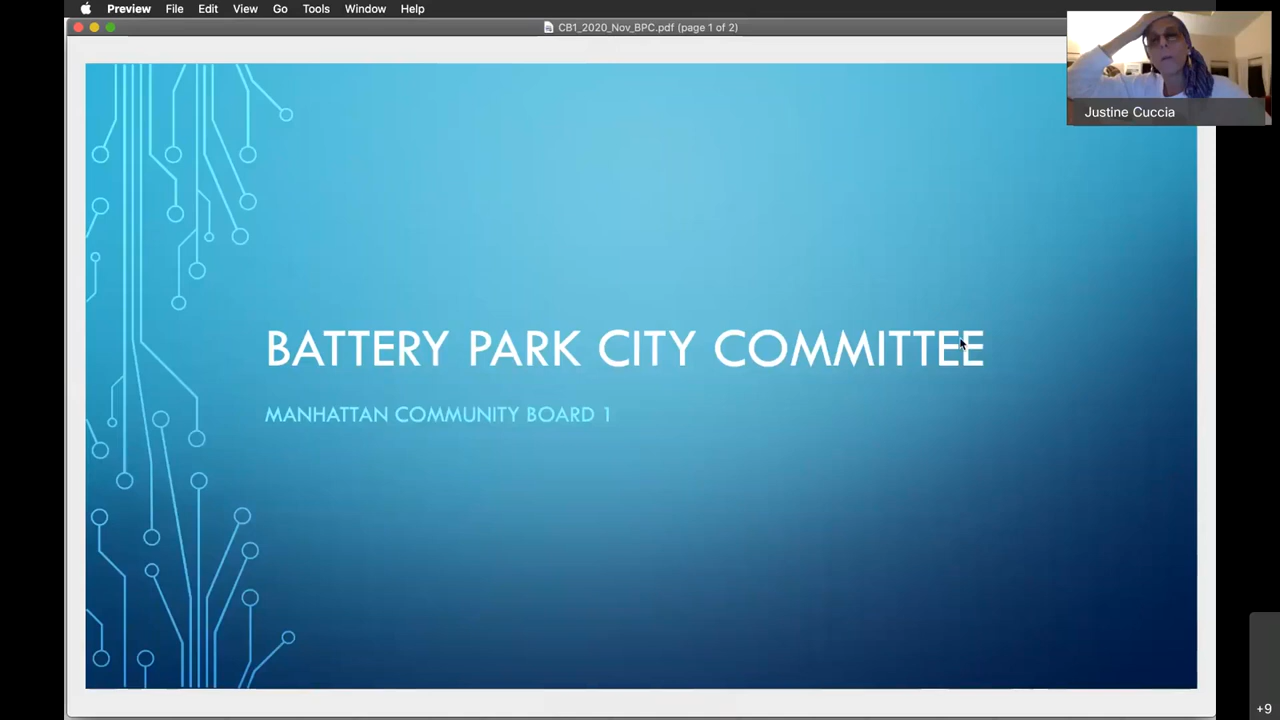 Preview File Edit View Go Tools Window Help
CB1_2020_Nov_BPC.pdf (page 1 of 2)
Justine Cuccia
BATTERY PARK CITY COMMITTEE
MANHATTAN COMMUNITY BOARD 1
+9